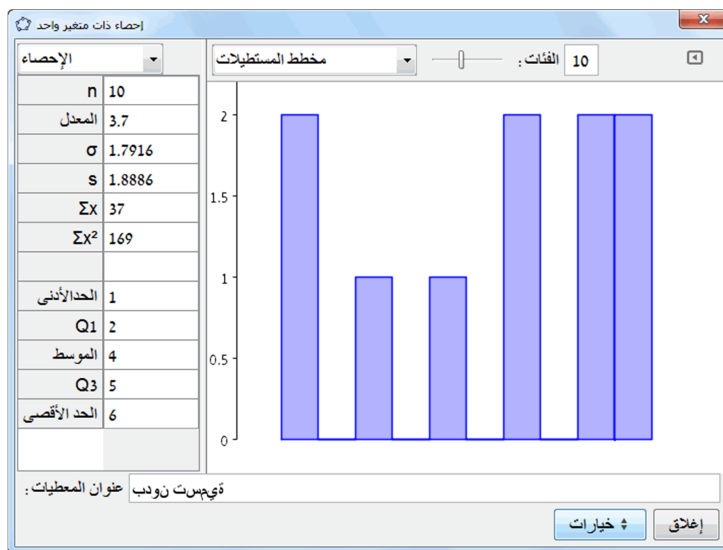 إحصاء ذات متغير واحد
الإحصاء
مخطط المستطيلات
الفئات:
10
n 10
المعدل 3.7
σ 1.7916
s 1.8886
Σx 37
Σx² 169
الحدالأدنى 1
Q1 2
الموسط 4
Q3 5
الحد الأقصى 6
2
1.5
1
0.5
0
عنوان المعطيات: ةيمست نودب
خيارات
إغلاق